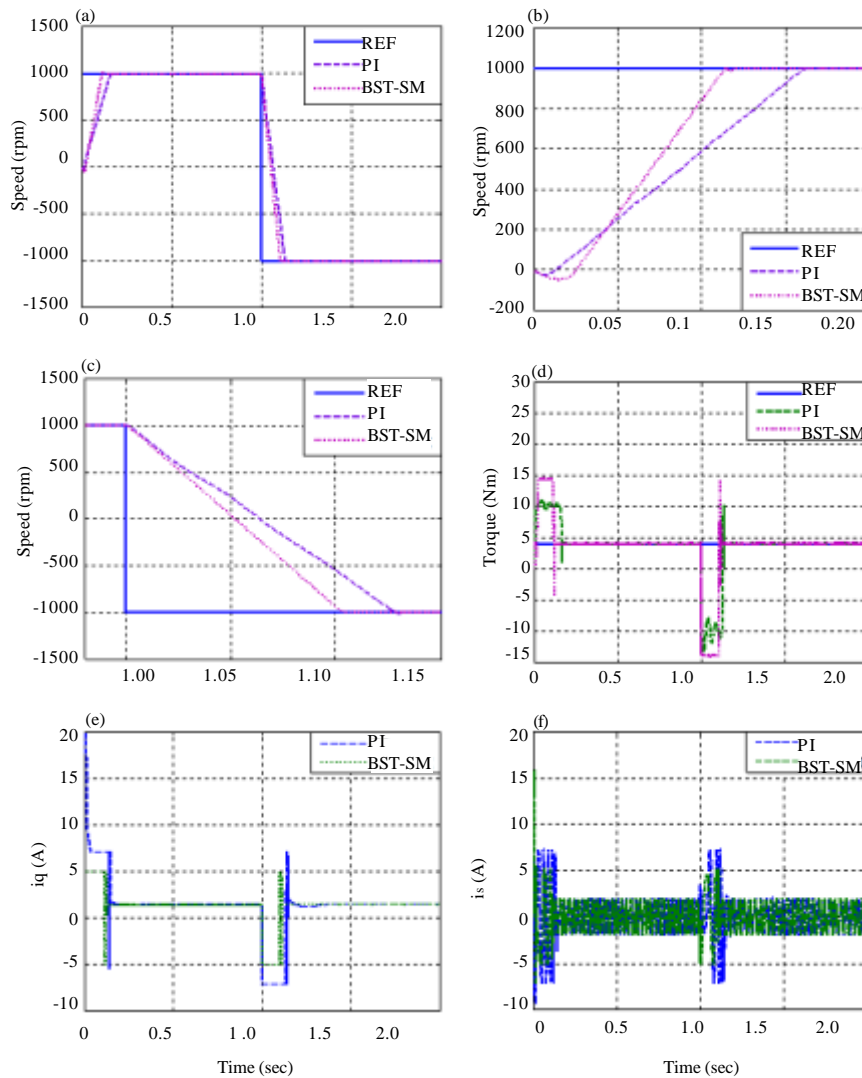 (a)
1500
1000
500
0
-500
-1000
-1500
Speed (rpm)
REF
PI
BST-SM
0
0.5
1.0
1.5
2.0
(b)
1000
800
600
400
200
0
-200
Speed (rpm)
REF
PI
BST-SM
0
0.05
0.1
0.15
0.20
(c)
1500
1000
500
0
-500
-1000
-1500
Speed (rpm)
REF
PI
BST-SM
1.00
1.05
1.10
1.15
(d)
30
25
20
15
10
5
0
-5
-10
-15
Torque (Nm)
REF
PI
BST-SM
0
0.5
1.0
1.5
2.0
(e)
20
15
10
5
0
-5
-10
iq (A)
PI
BST-SM
0
0.5
1.0
1.5
2.0
Time (sec)
(f)
20
15
10
5
0
-5
-10
is (A)
PI
BST-SM
0
0.5
1.0
1.5
2.0
Time (sec)